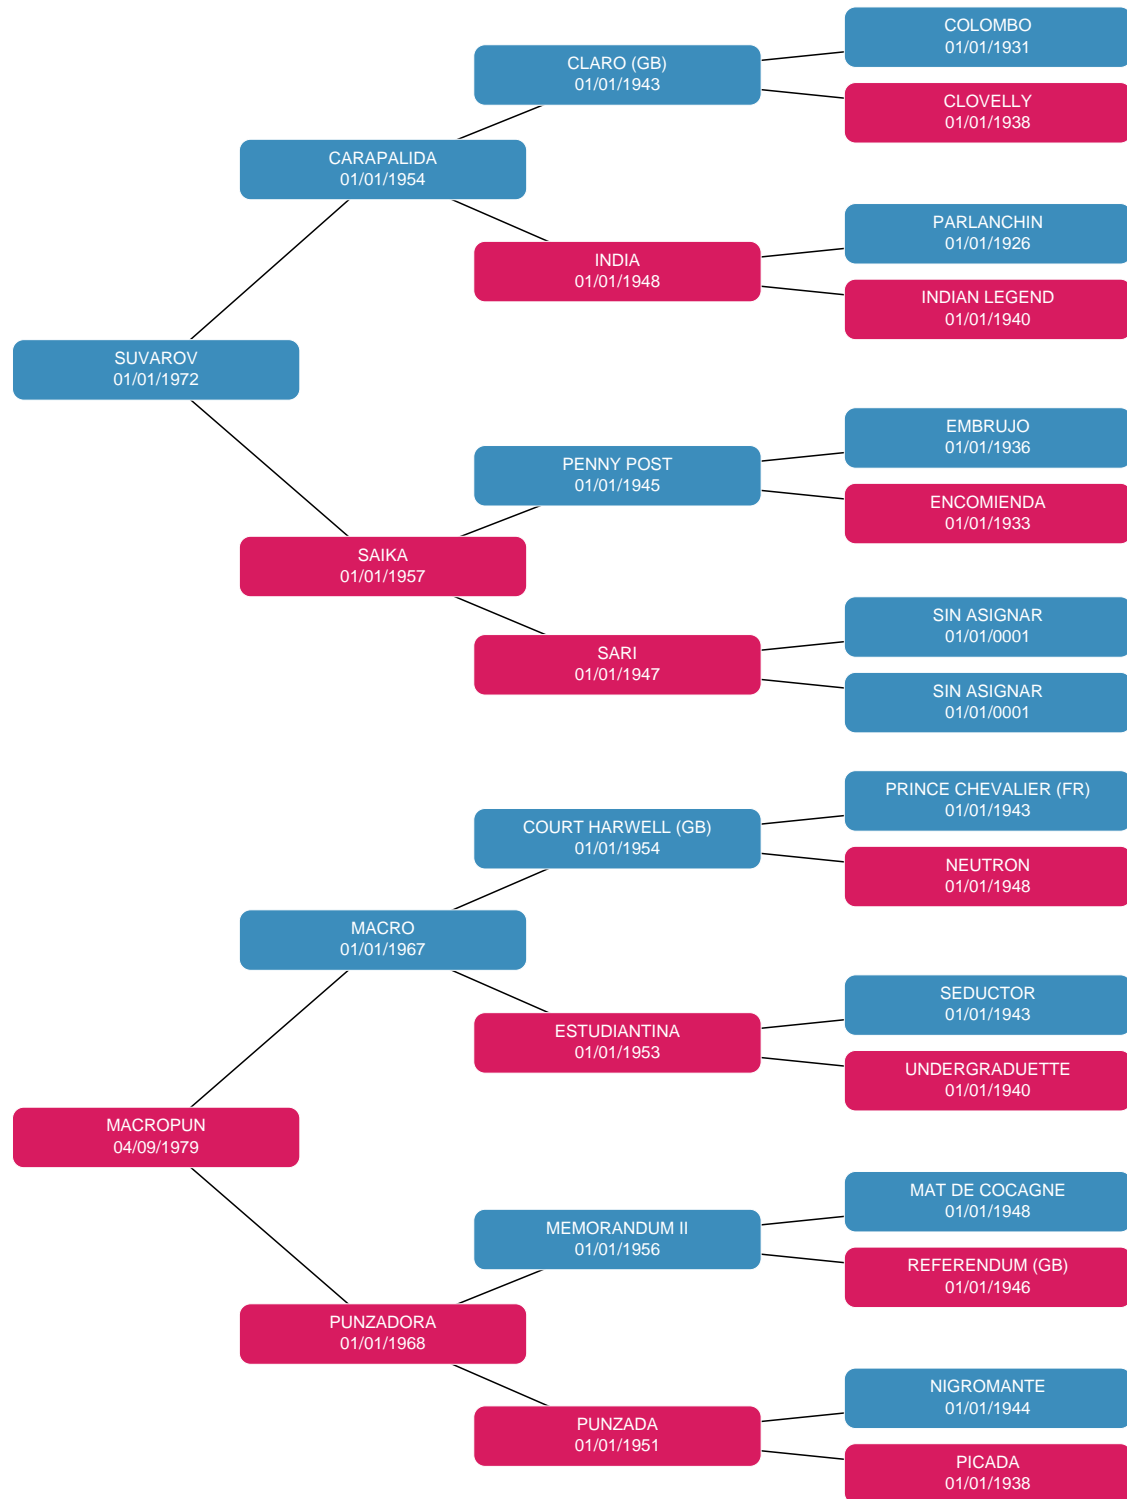 COLOMBO
01/01/1931
CLARO (GB)
01/01/1943
CLOVELLY
01/01/1938
CARAPALIDA
01/01/1954
PARLANCHIN
01/01/1926
INDIA
01/01/1948
INDIAN LEGEND
01/01/1940
SUVAROV
01/01/1972
EMBRUJO
01/01/1936
PENNY POST
01/01/1945
ENCOMIENDA
01/01/1933
SAIKA
01/01/1957
SIN ASIGNAR
01/01/0001
SARI
01/01/1947
SIN ASIGNAR
01/01/0001
PRINCE CHEVALIER (FR)
01/01/1943
COURT HARWELL (GB)
01/01/1954
NEUTRON
01/01/1948
MACRO
01/01/1967
SEDUCTOR
01/01/1943
ESTUDIANTINA
01/01/1953
UNDERGRADUETTE
01/01/1940
MACROPUN
04/09/1979
MAT DE COCAGNE
01/01/1948
MEMORANDUM II
01/01/1956
REFERENDUM (GB)
01/01/1946
PUNZADORA
01/01/1968
NIGROMANTE
01/01/1944
PUNZADA
01/01/1951
PICADA
01/01/1938